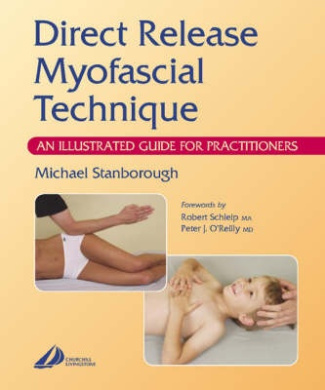 Direct Release
Myofascial
Technique
AN ILLUSTRATED GUIDE FOR PRACTITIONERS
Michael Stanborough
Forewords by
Robert Schleip MA
Peter J. O'Reilly MD
CHURCHILL
LIVINGSTONE